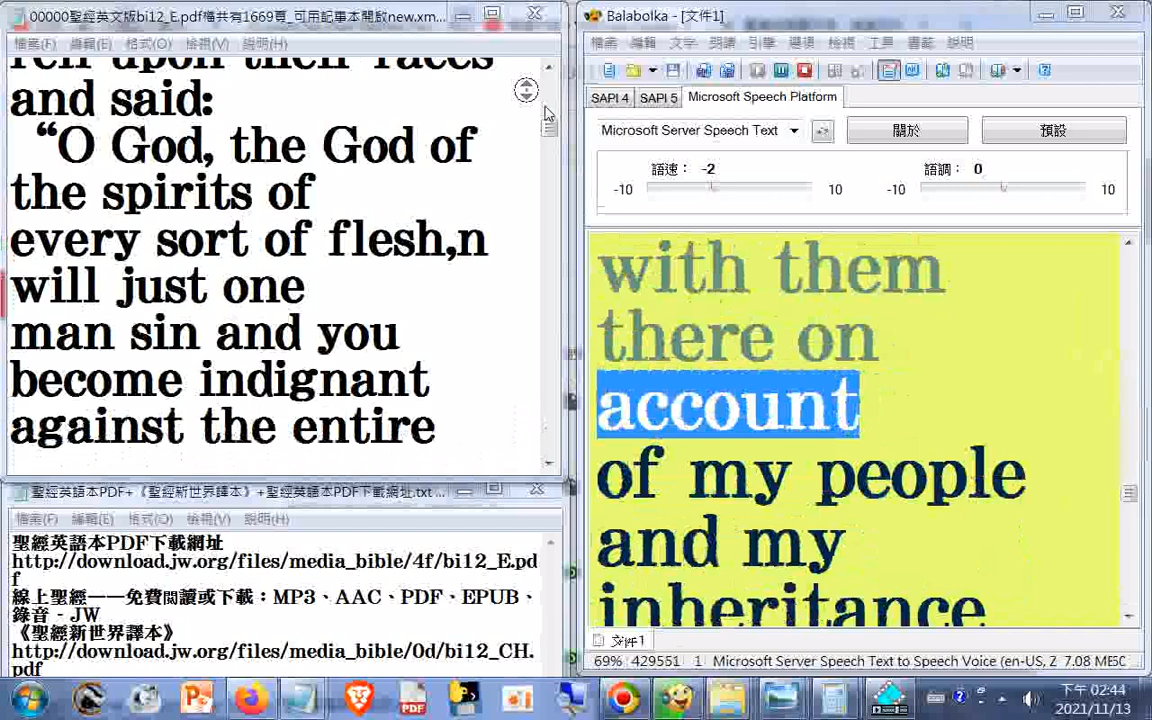 00000聖經英文版bi12_E.pdf檔共有1669頁_可用記事本開啟new.xm...
檔案(F) 編輯(E) 格式(O) 檢視(V) 說明(H)
fell upon their faces
and said:
“O God, the God of
the spirits of
every sort of flesh,n
will just one
man sin and you
become indignant
against the entire
聖經英語本PDF+《聖經新世界譯本》+聖經英語本PDF下載網址.txt ...
檔案(F) 編輯(E) 格式(O) 檢視(V) 說明(H)
聖經英語本PDF下載網址
http://download.jw.org/files/media_bible/4f/bi12_E.pd
f
線上聖經——免費閱讀或下載：MP3、AAC、PDF、EPUB、
錄音 - JW
《聖經新世界譯本》
http://download.jw.org/files/media_bible/0d/bi12_CH.
pdf
Balabolka - [文件1]
檔案 編輯 文字 朗讀 引擎 選項 檢視 工具 書籤 說明
SAPI 4 SAPI 5 Microsoft Speech Platform
Microsoft Server Speech Text 關於 預設
語速： -2 語調： 0
-10 10 -10 10
with them
there on
account
of my people
and my
inheritance
文件1
69% 429551 1 Microsoft Server Speech Text to Speech Voice (en-US, Z 7.08 МБ
下午 02:44
2021/11/13